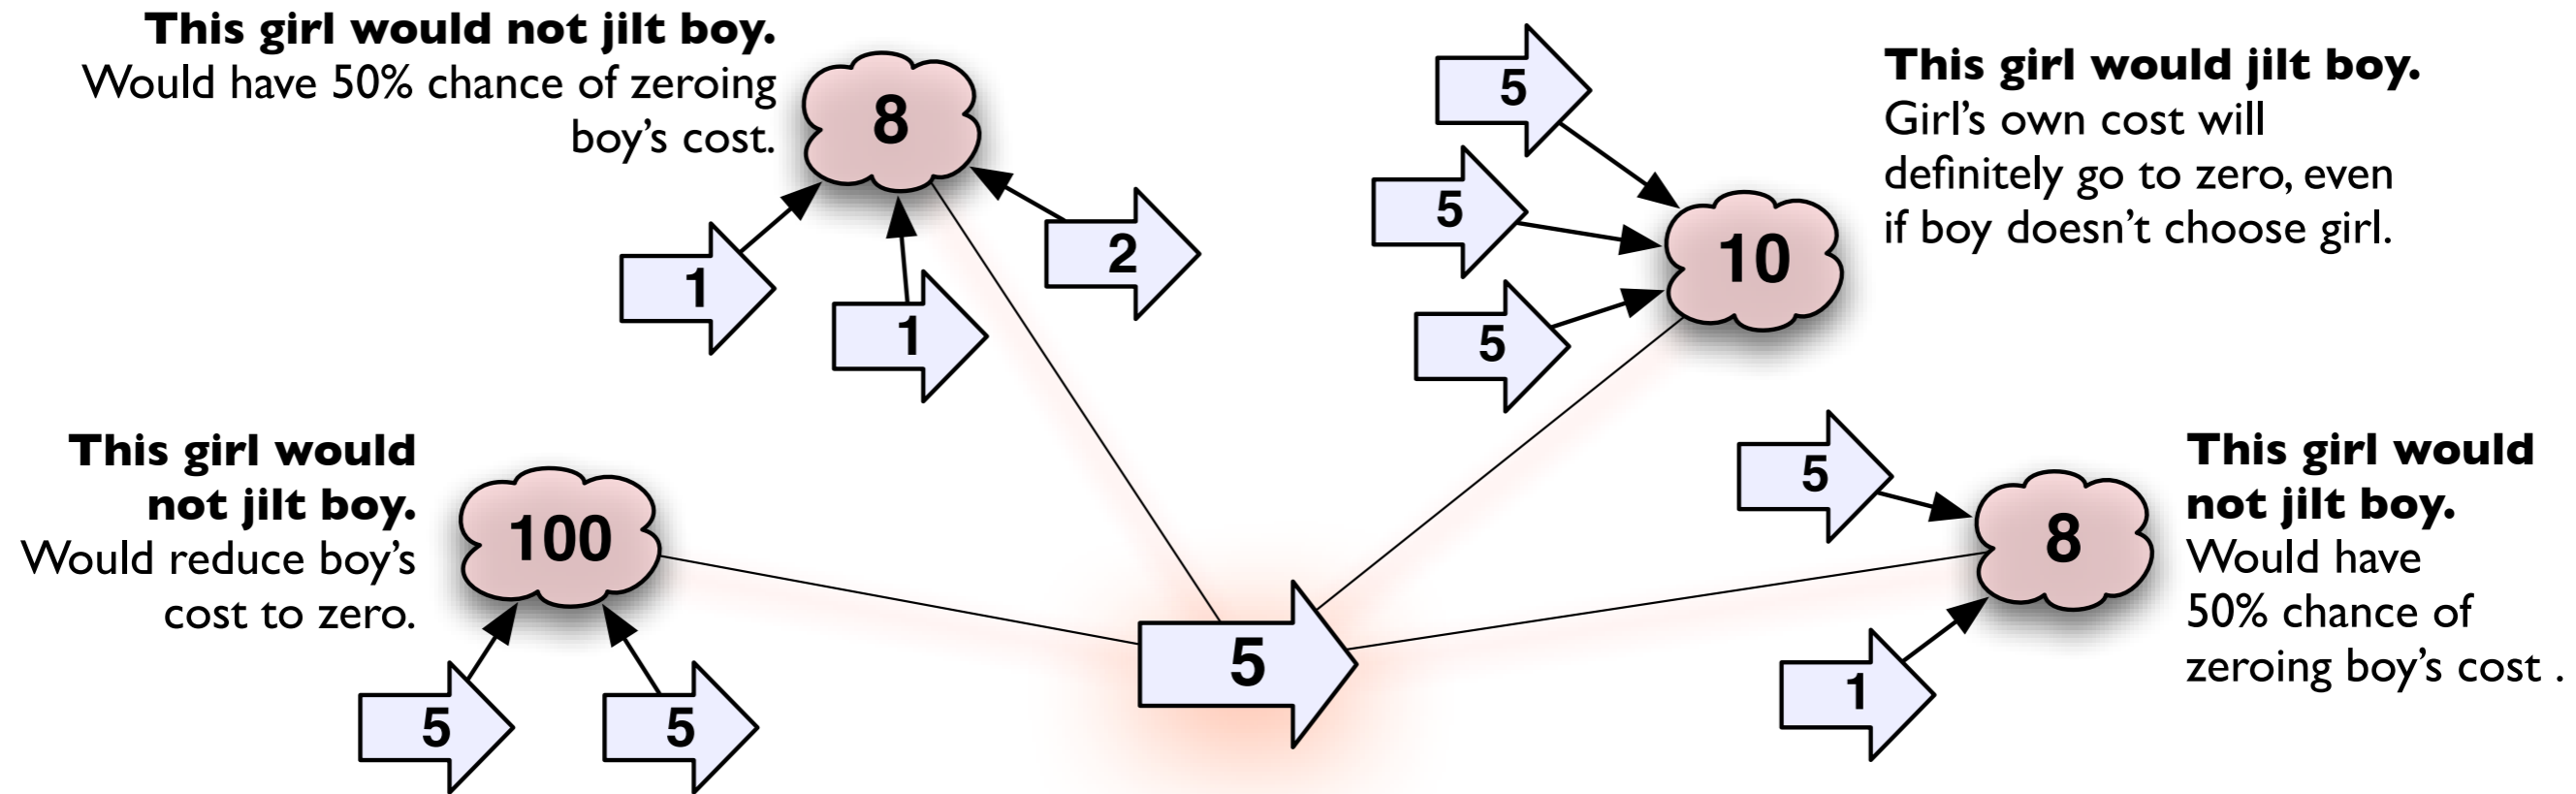 This girl would not jilt boy.
Would have 50% chance of zeroing
boy's cost.
8
1
1
2
5
5
5
10
This girl would jilt boy.
Girl's own cost will
definitely go to zero, even
if boy doesn't choose girl.
This girl would
not jilt boy.
Would reduce boy's
cost to zero.
100
5
5
5
5
1
8
This girl would
not jilt boy.
Would have
50% chance of
zeroing boy's cost .